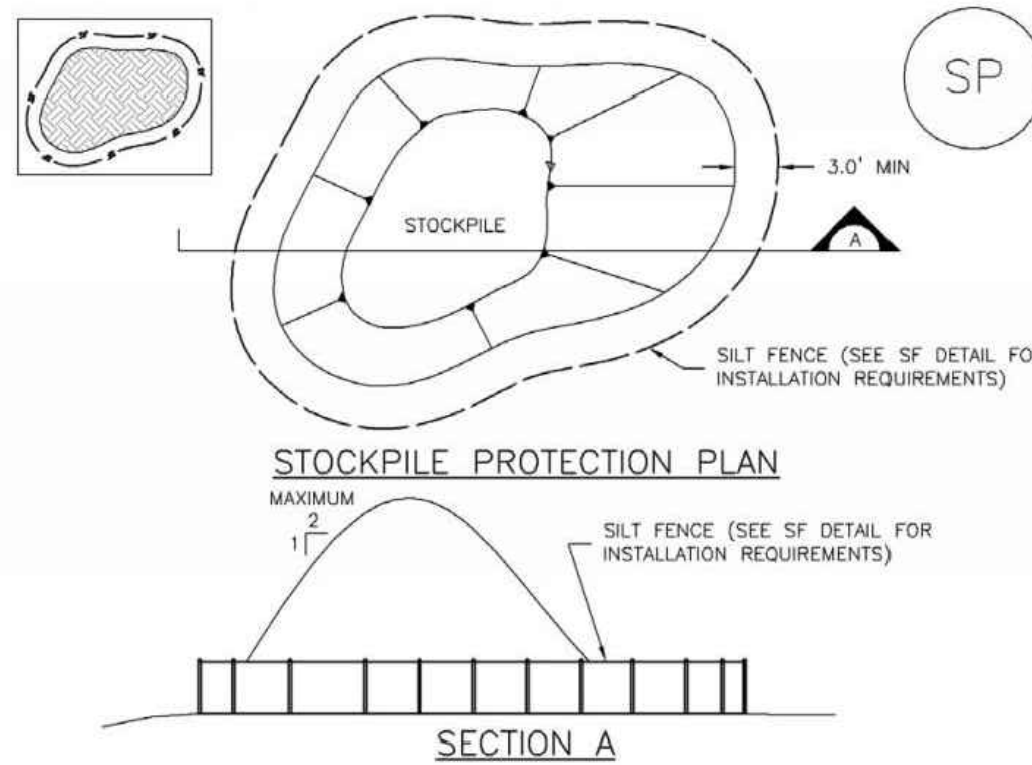 SP
3.0' MIN
STOCKPILE
A
SILT FENCE (SEE SF DETAIL FO
INSTALLATION REQUIREMENTS)
STOCKPILE PROTECTION PLAN
MAXIMUM
2
1
SILT FENCE (SEE SF DETAIL FOR
INSTALLATION REQUIREMENTS)
SECTION A